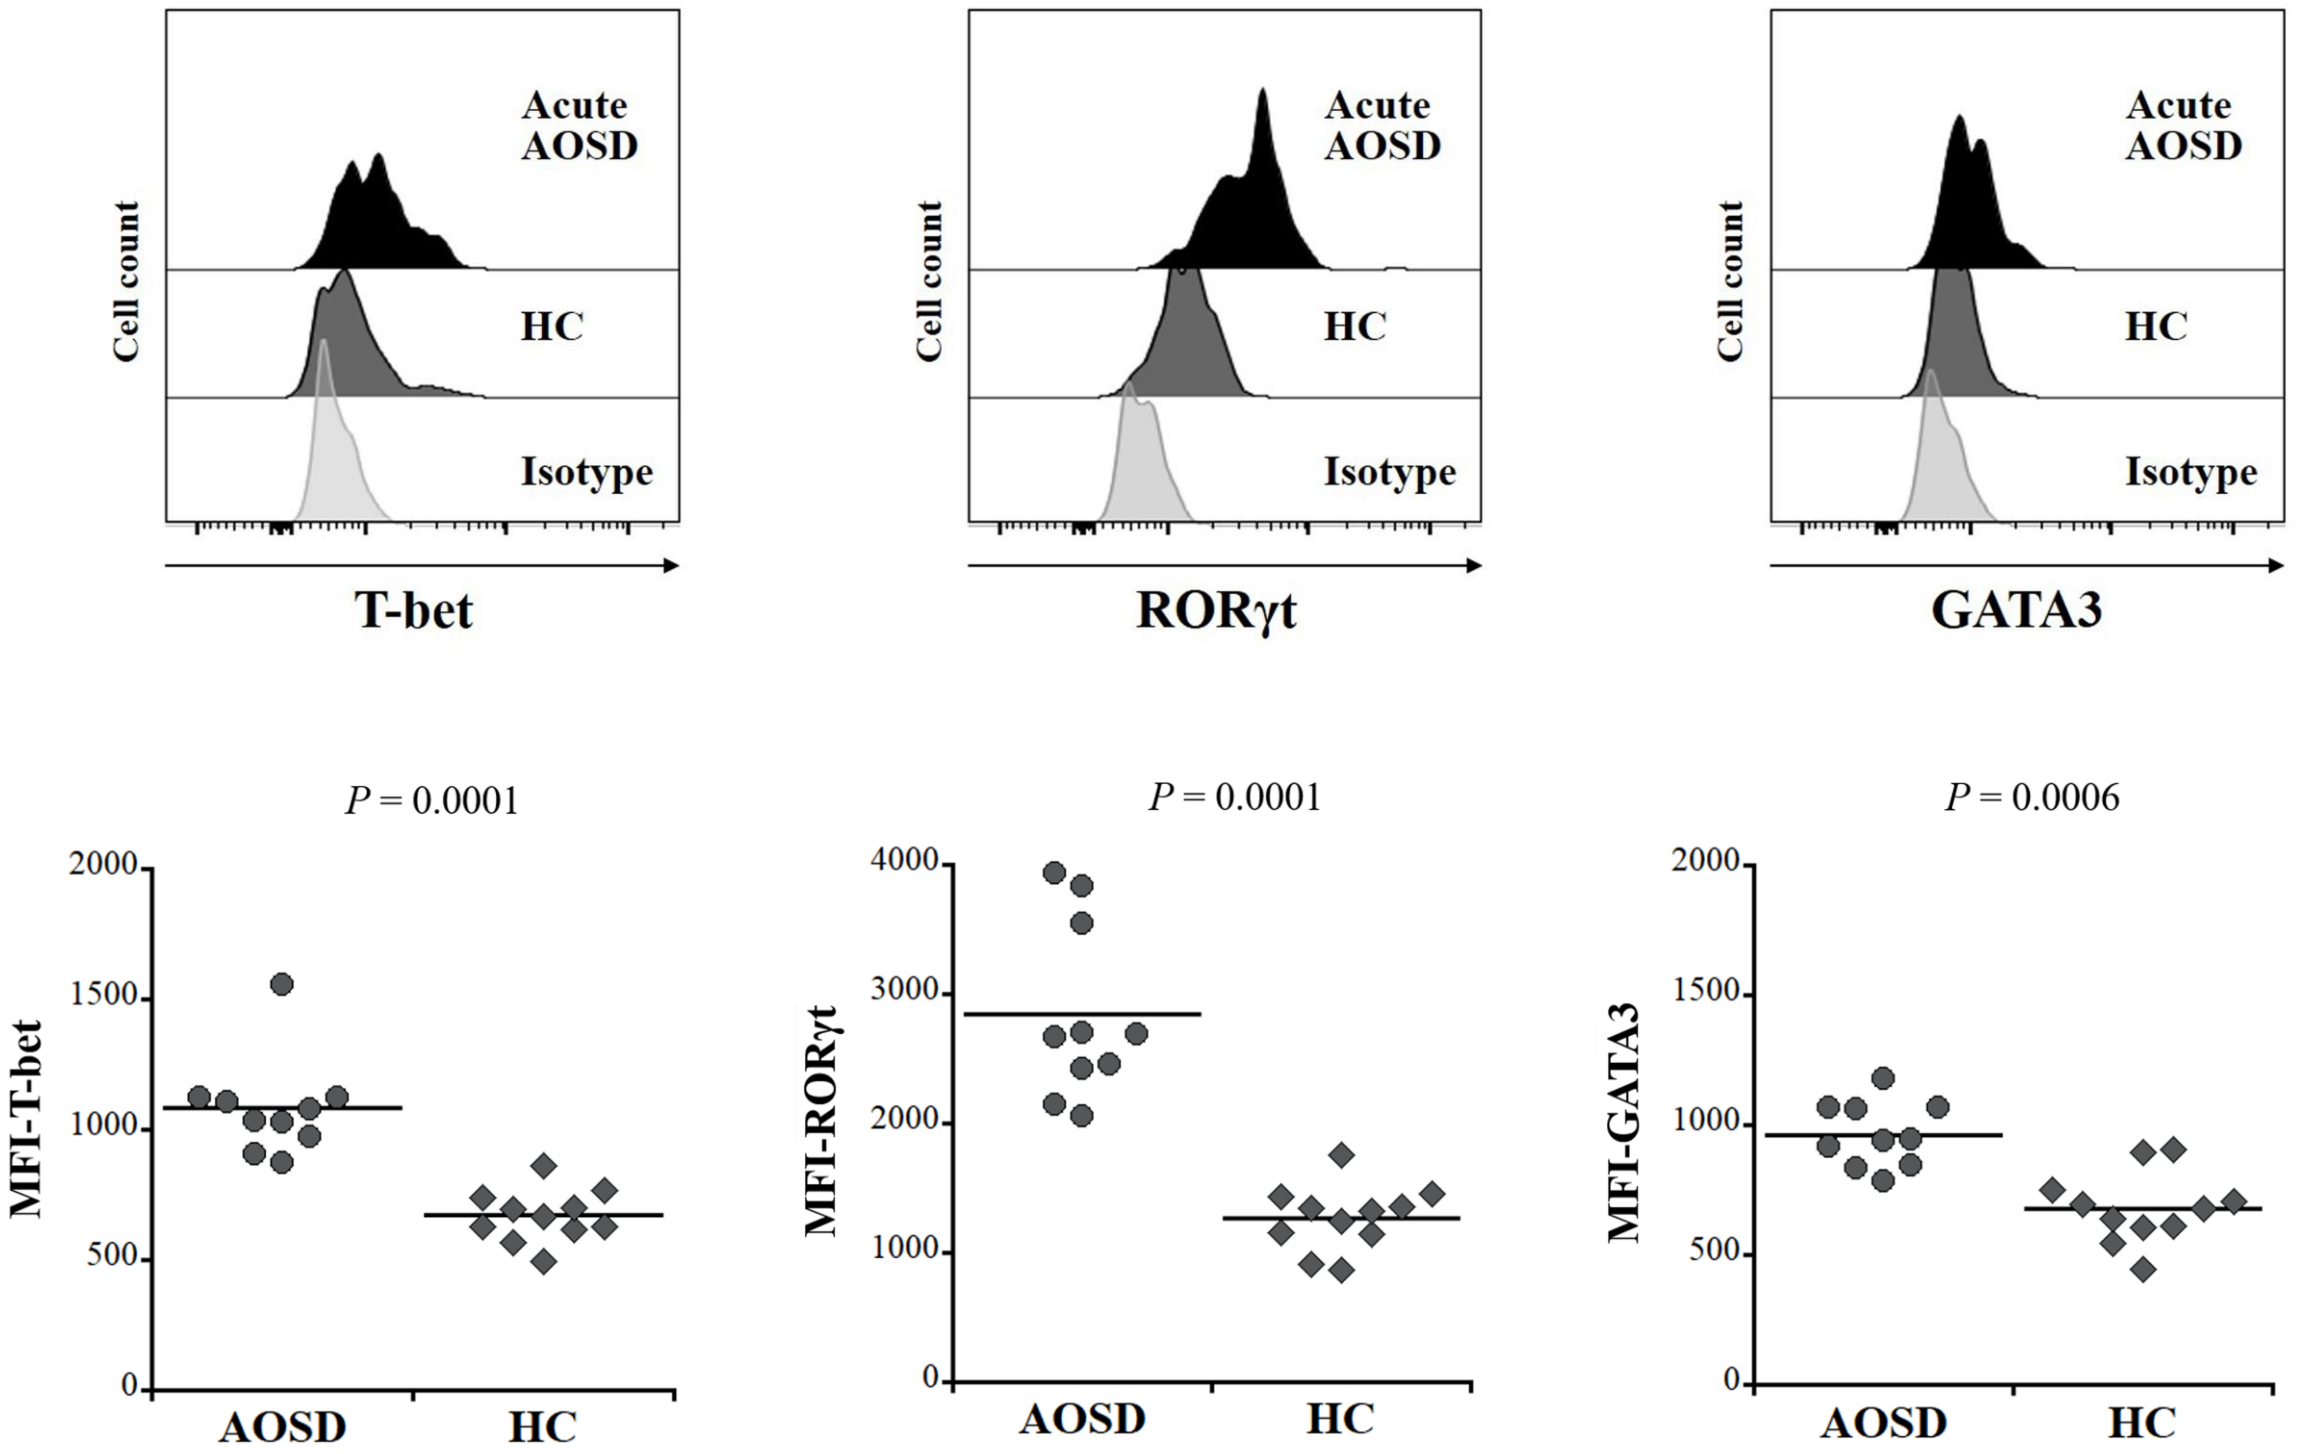 Acute
AOSD
HC
Isotype
Cell count
T-bet
Acute
AOSD
HC
Isotype
Cell count
RORγt
Acute
AOSD
HC
Isotype
Cell count
GATA3
P = 0.0001
2000
1500
1000
500
0
MFI-T-bet
AOSD
HC
P = 0.0001
4000
3000
2000
1000
0
MFI-RORγt
AOSD
HC
P = 0.0006
2000
1500
1000
500
0
MFI-GATA3
AOSD
HC